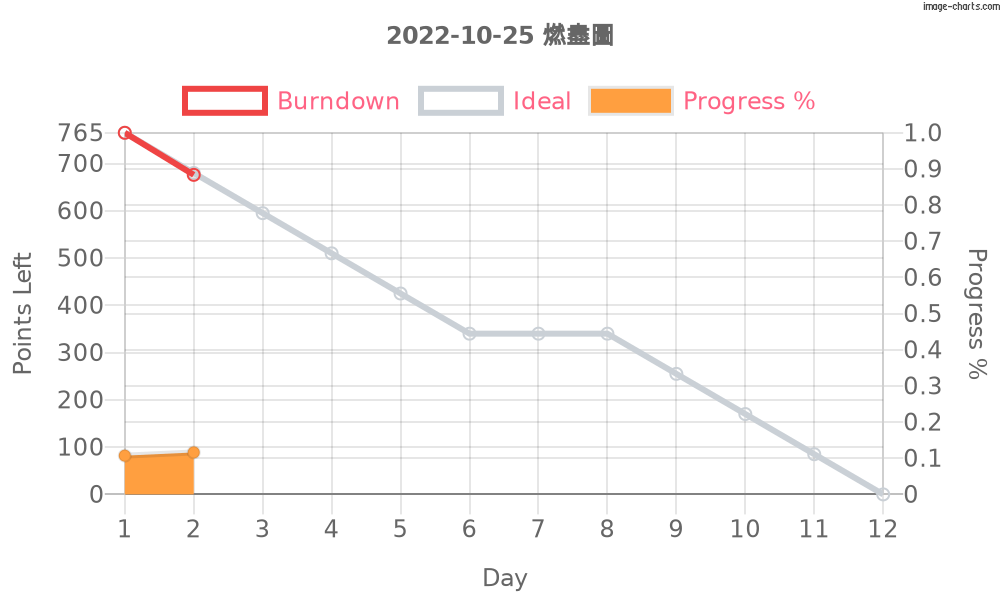 image-charts.com
2022-10-25 燃盡圖
Burndown Ideal Progress %
765 1.0
700 0.9
600 0.8
500 0.7
400 0.6
300 0.5
200 0.4
100 0.3
0 0.2
0.1
0
Points Left
Progress %
1 2 3 4 5 6 7 8 9 10 11 12
Day